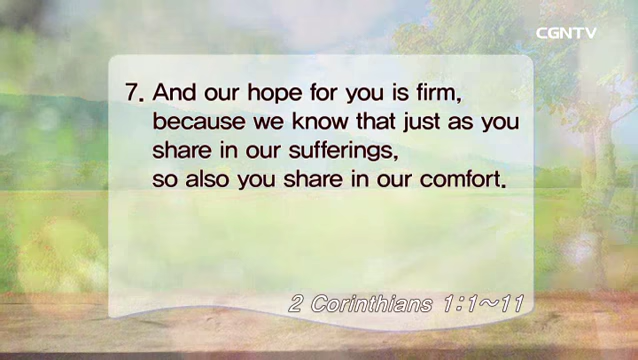 CGNTV
7. And our hope for you is firm,
because we know that just as you
share in our sufferings,
so also you share in our comfort.
2 Corinthians 1:1~11